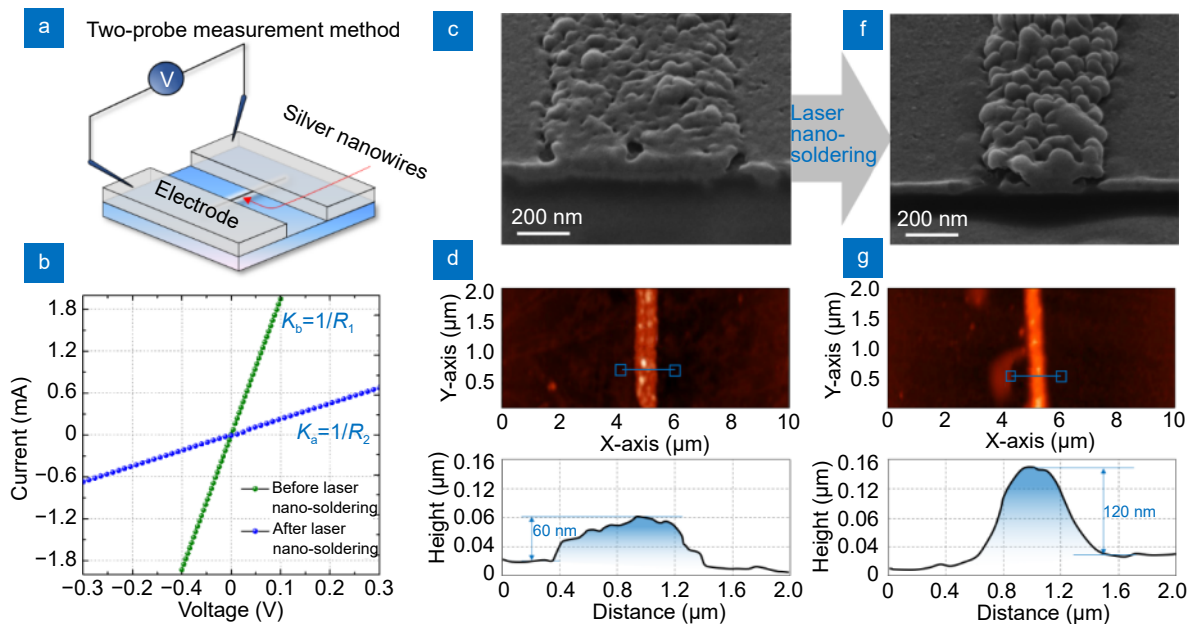 a
Two-probe measurement method
V
Silver nanowires
Electrode
b
K_b=1/R_1
K_a=1/R_2
1.8
1.2
0.6
0
−0.6
−1.2
−1.8
Current (mA)
Before laser
nano-soldering
After laser
nano-soldering
−0.3 −0.2 −0.1 0 0.1 0.2 0.3
Voltage (V)
c
200 nm
Laser
nano-
soldering
f
200 nm
d
2.0
1.5
1.0
0.5
Y-axis (μm)
0 2 4 6 8 10
X-axis (μm)
0.16
0.12
0.06
0.04
0
Height (μm)
60 nm
0 0.4 0.8 1.2 1.6 2.0
Distance (μm)
g
2.0
1.5
1.0
0.5
Y-axis (μm)
0 2 4 6 8 10
X-axis (μm)
0.16
0.12
0.06
0.04
0
Height (μm)
120 nm
0 0.4 0.8 1.2 1.6 2.0
Distance (μm)